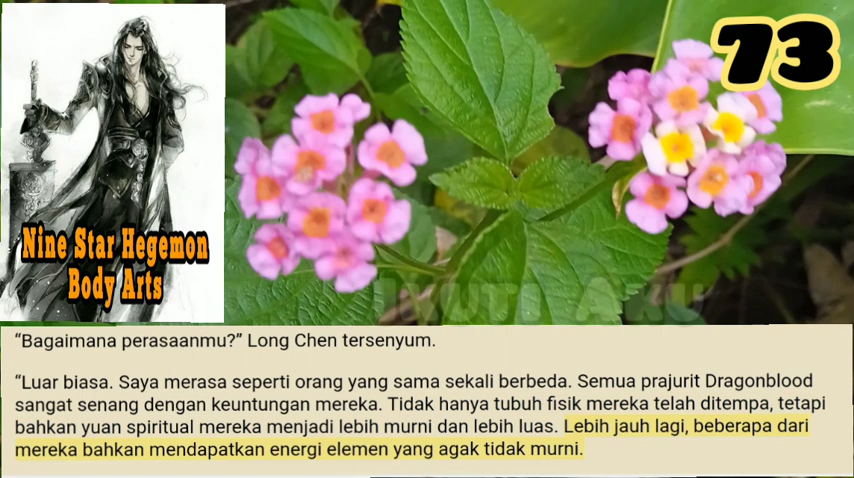 73
Nine Star Hegemon
Body Arts
Ikuti Aku
“Bagaimana perasaanmu?” Long Chen tersenyum.
“Luar biasa. Saya merasa seperti orang yang sama sekali berbeda. Semua prajurit Dragonblood
sangat senang dengan keuntungan mereka. Tidak hanya tubuh fisik mereka telah ditempa, tetapi
bahkan yuan spiritual mereka menjadi lebih murni dan lebih luas. Lebih jauh lagi, beberapa dari
mereka bahkan mendapatkan energi elemen yang agak tidak murni.